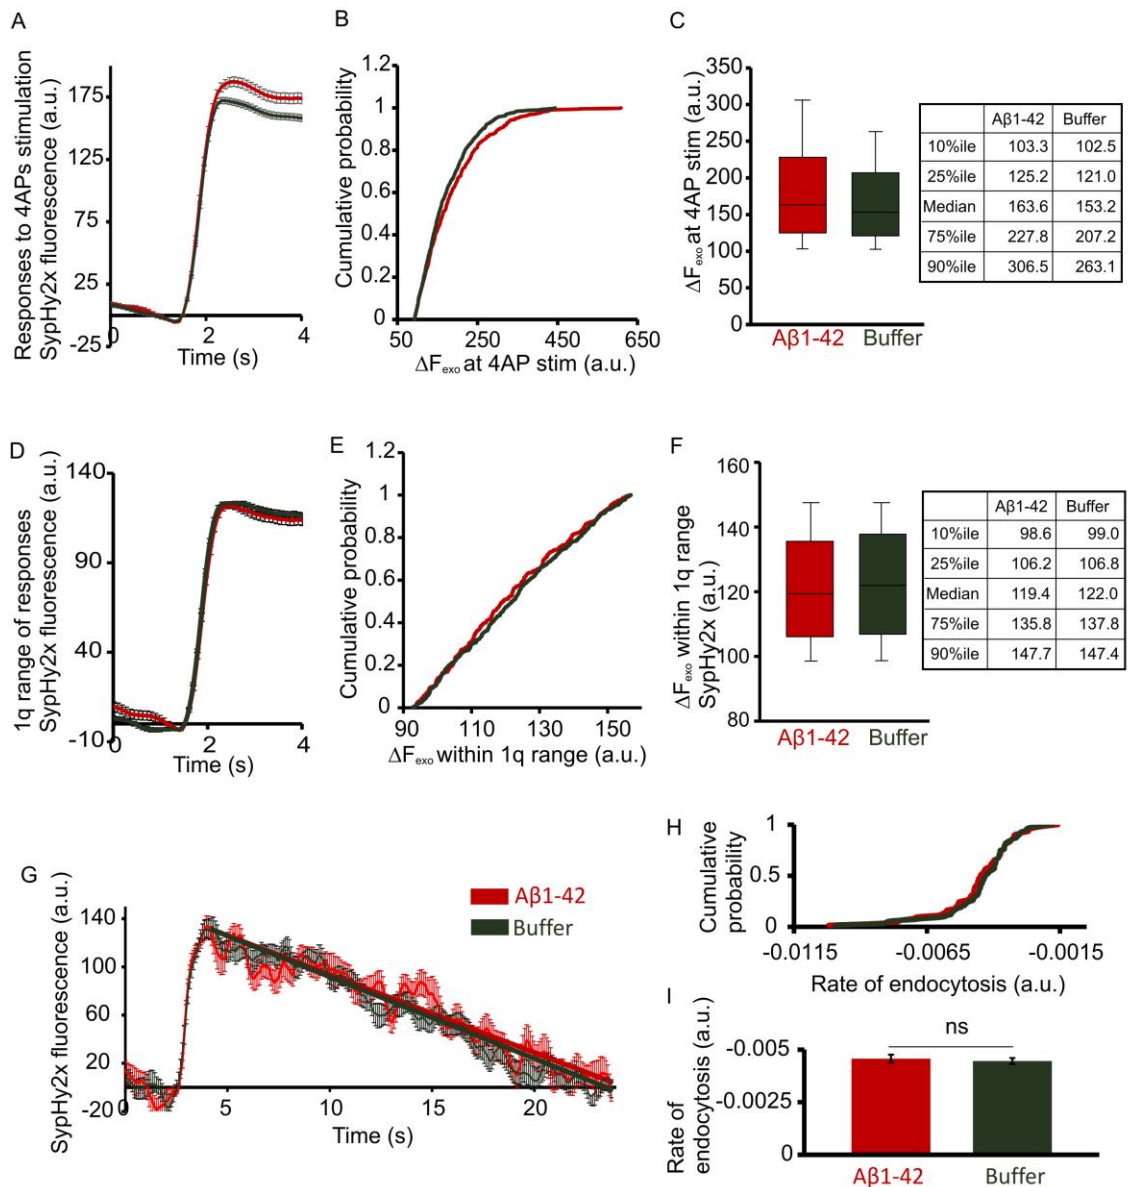 A
Responses to 4APs stimulation
SypHy2x fluorescence (a.u.)
175
125
75
25
-25
0
2
4
Time (s)
B
Cumulative probability
1.2
1
0.8
0.6
0.4
0.2
0
50
250
450
650
ΔFexo at 4AP stim (a.u.)
C
ΔFexo at 4AP stim (a.u.)
350
300
250
200
150
100
50
0
Aβ1-42 Buffer
Aβ1-42 Buffer
10%ile 103.3 102.5
25%ile 125.2 121.0
Median 163.6 153.2
75%ile 227.8 207.2
90%ile 306.5 263.1
D
1q range of responses
SypHy2x fluorescence (a.u.)
140
90
40
-10
0
2
4
Time (s)
E
Cumulative probability
1.2
1
0.8
0.6
0.4
0.2
0
90
110
130
150
ΔFexo within 1q range (a.u.)
F
ΔFexo within 1q range
SypHy2x (a.u.)
160
140
120
100
80
Aβ1-42 Buffer
Aβ1-42 Buffer
10%ile 98.6 99.0
25%ile 106.2 106.8
Median 119.4 122.0
75%ile 135.8 137.8
90%ile 147.7 147.4
G
SypHy2x fluorescence (a.u.)
140
100
60
20
-20
0
5
10
15
20
Time (s)
Aβ1-42
Buffer
H
Cumulative
probability
1
0.5
0
-0.0115
-0.0065
-0.0015
Rate of endocytosis (a.u.)
I
Rate of
endocytosis (a.u.)
-0.005
-0.0025
0
ns
Aβ1-42
Buffer